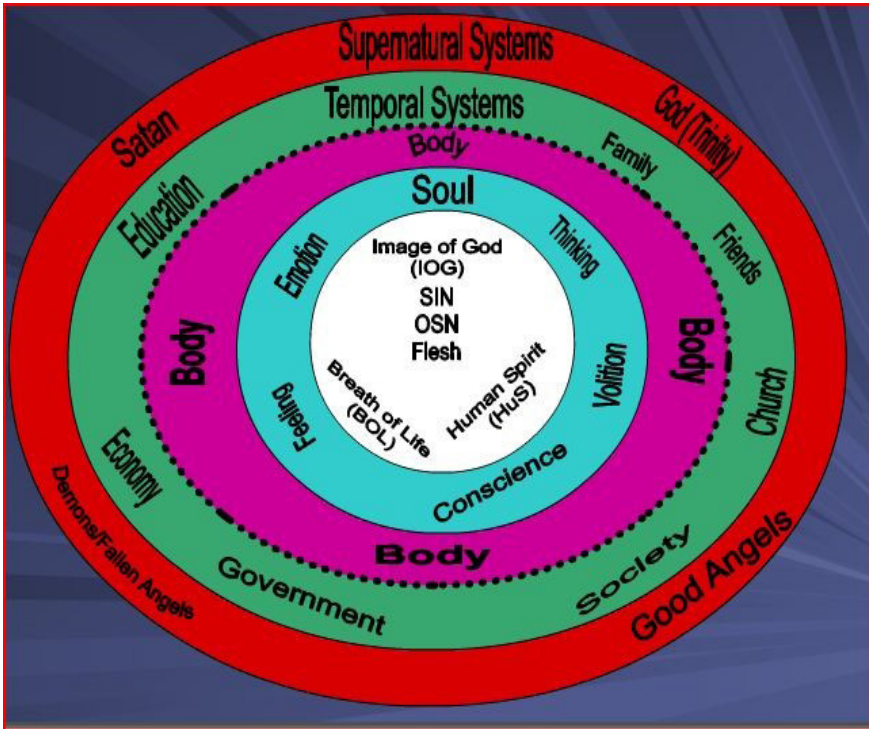 Supernatural Systems
Satan
God (Trinity)
Demons/Fallen Angels
Good Angels
Temporal Systems
Education
Family
Friends
Church
Economy
Government
Society
Body
Body
Body
Body
Soul
Emotion
Thinking
Feeling
Volition
Conscience
Image of God
(IOG)
SIN
OSN
Flesh
Breath of Life
(BOL)
Human Spirit
(HuS)